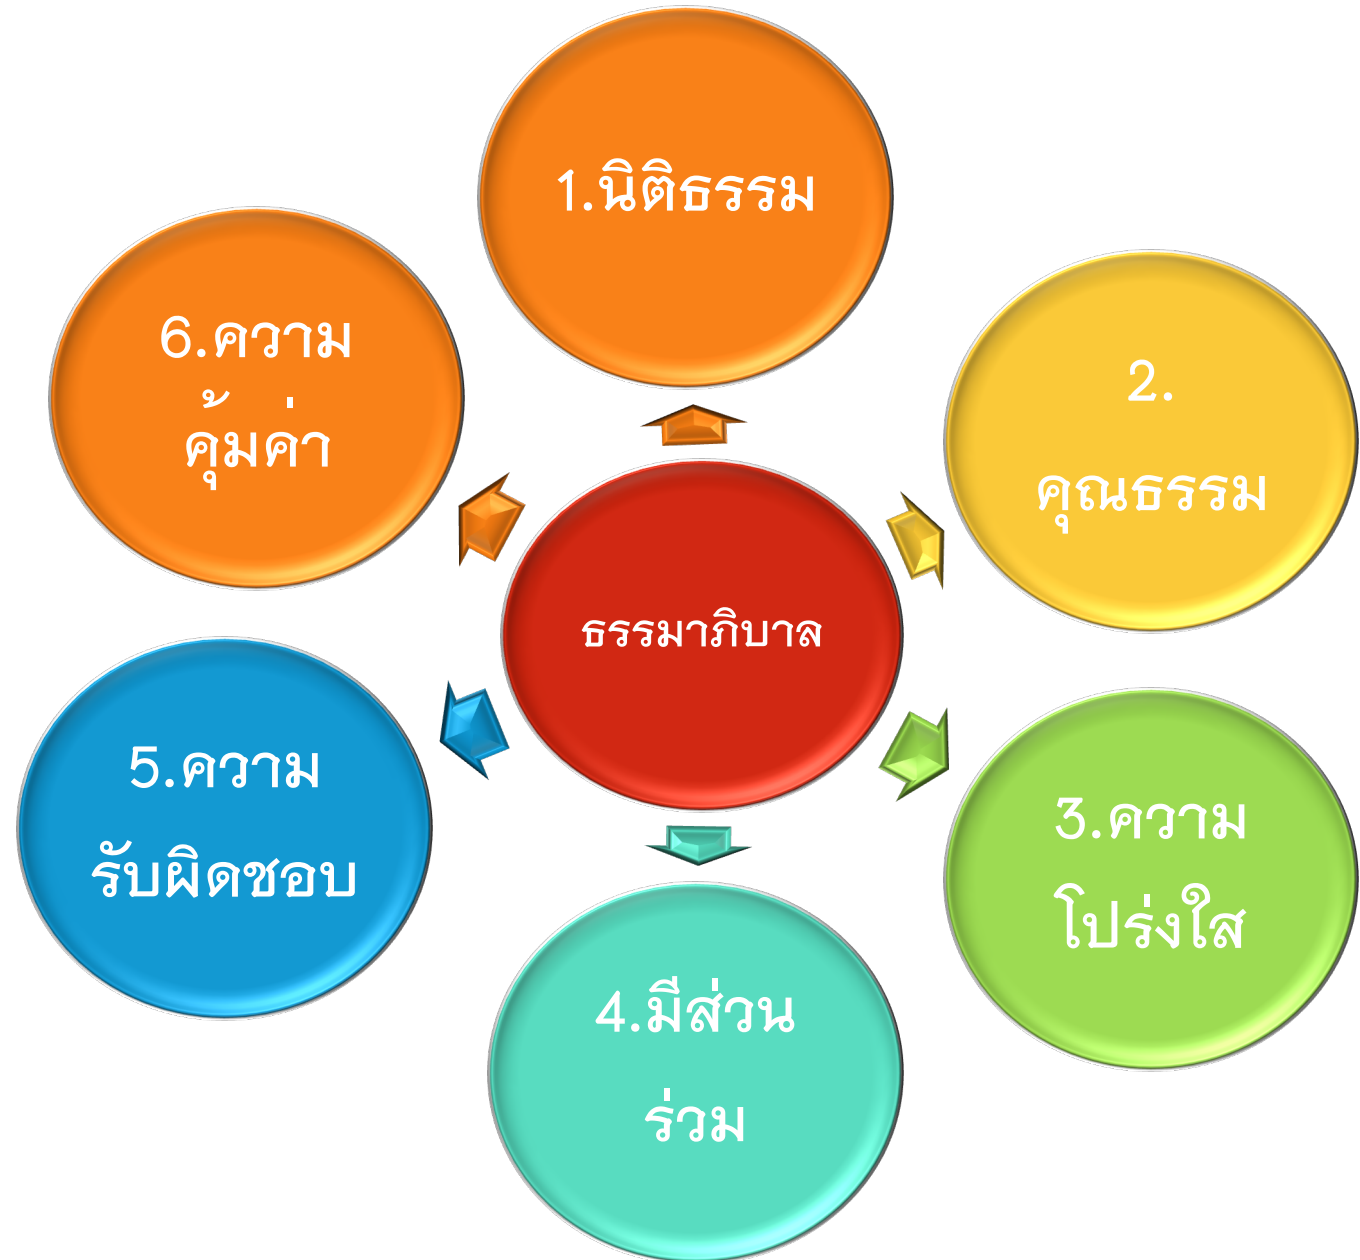 1.นิติธรรม
2.
คุณธรรม
3.ความ
โปร่งใส
4.มีส่วน
ร่วม
5.ความ
รับผิดชอบ
6.ความ
คุ้มค่า
ธรรมาภิบาล